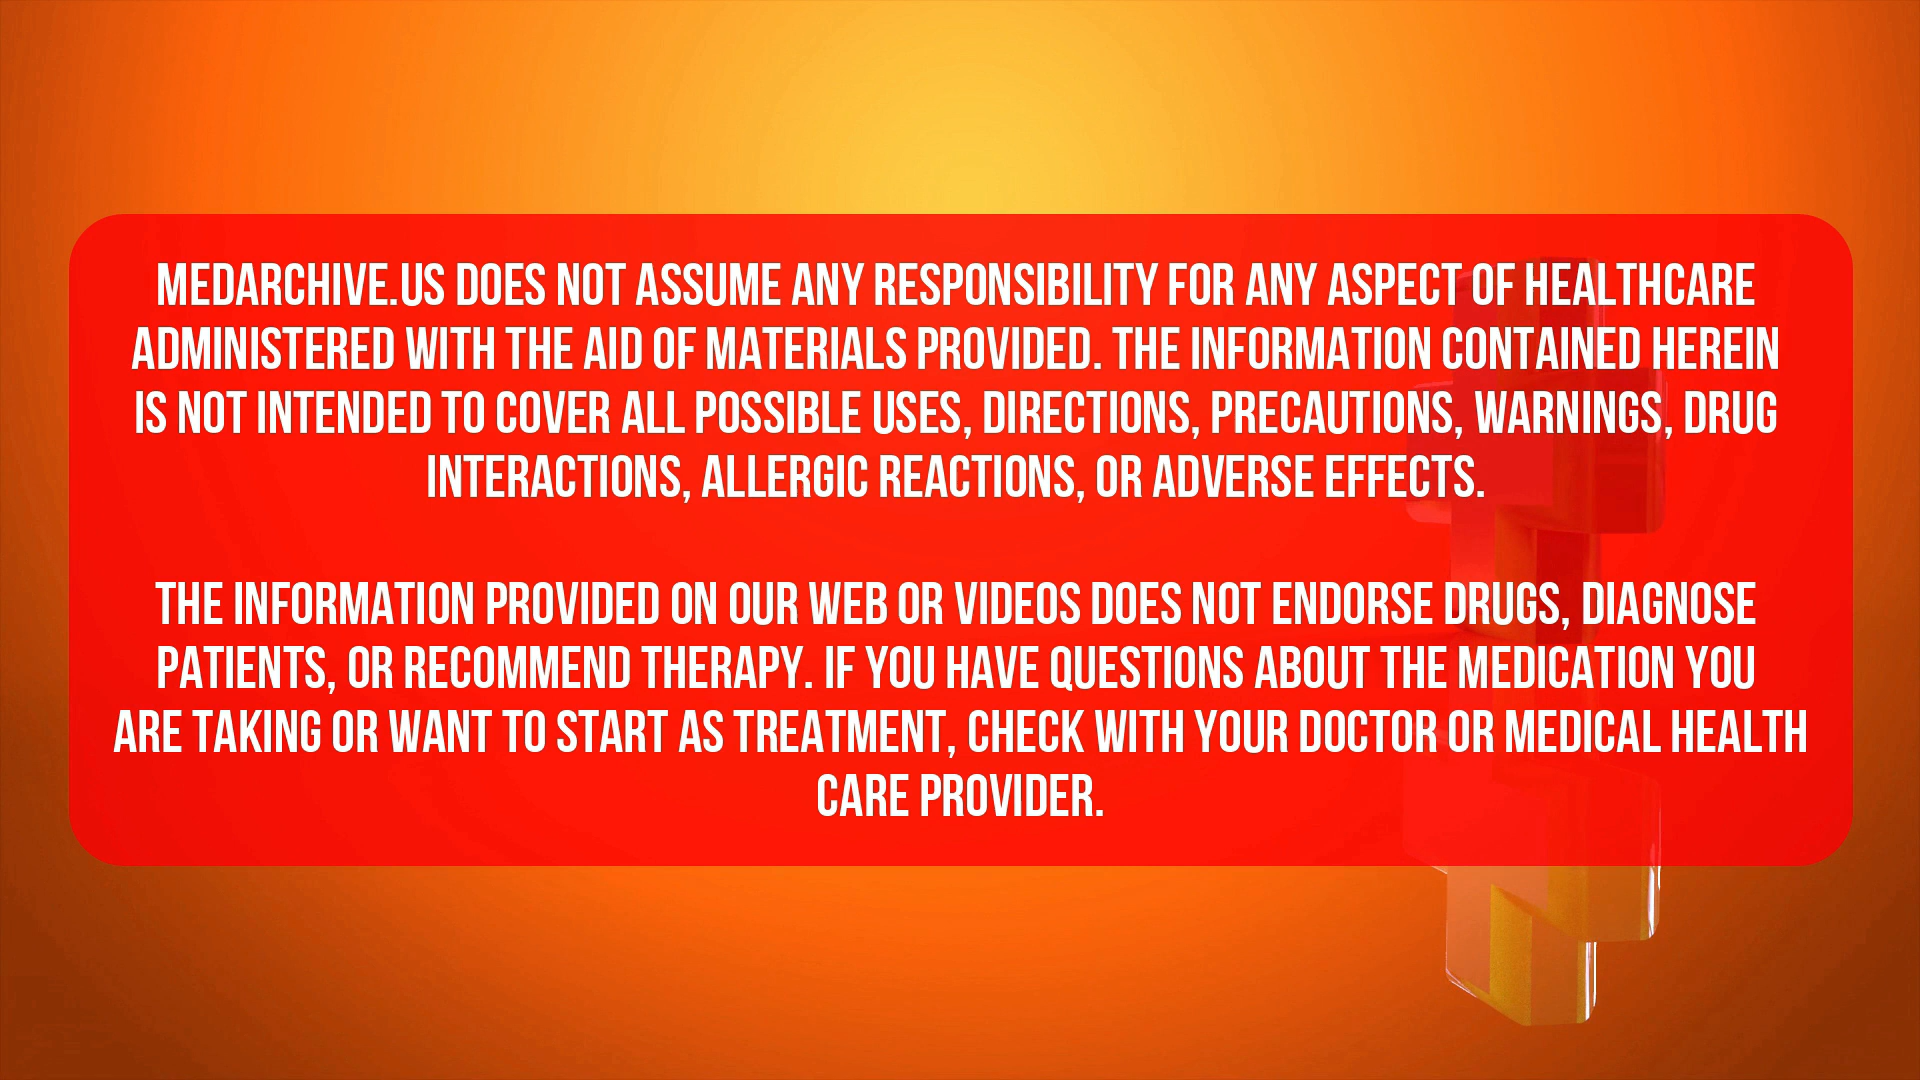 MEDARCHIVE.US DOES NOT ASSUME ANY RESPONSIBILITY FOR ANY ASPECT OF HEALTHCARE
ADMINISTERED WITH THE AID OF MATERIALS PROVIDED. THE INFORMATION CONTAINED HEREIN
IS NOT INTENDED TO COVER ALL POSSIBLE USES, DIRECTIONS, PRECAUTIONS, WARNINGS, DRUG
INTERACTIONS, ALLERGIC REACTIONS, OR ADVERSE EFFECTS.
THE INFORMATION PROVIDED ON OUR WEB OR VIDEOS DOES NOT ENDORSE DRUGS, DIAGNOSE
PATIENTS, OR RECOMMEND THERAPY. IF YOU HAVE QUESTIONS ABOUT THE MEDICATION YOU
ARE TAKING OR WANT TO START AS TREATMENT, CHECK WITH YOUR DOCTOR OR MEDICAL HEALTH
CARE PROVIDER.